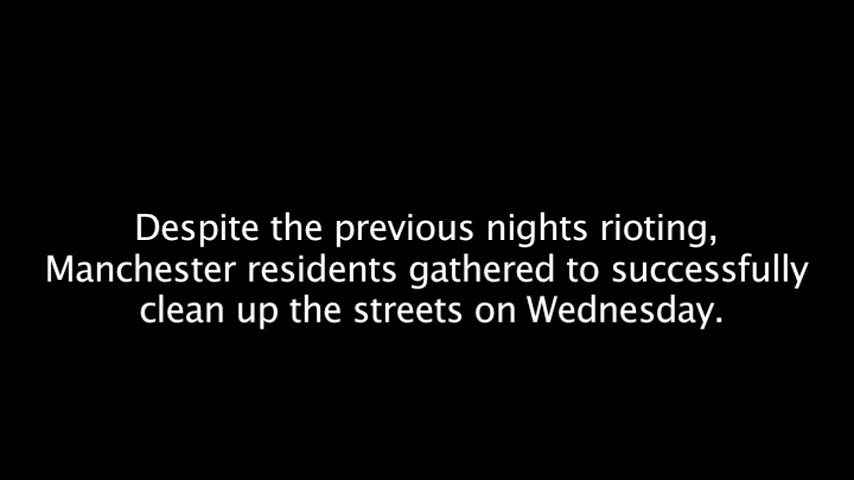 Despite the previous nights rioting,
Manchester residents gathered to successfully
clean up the streets on Wednesday.